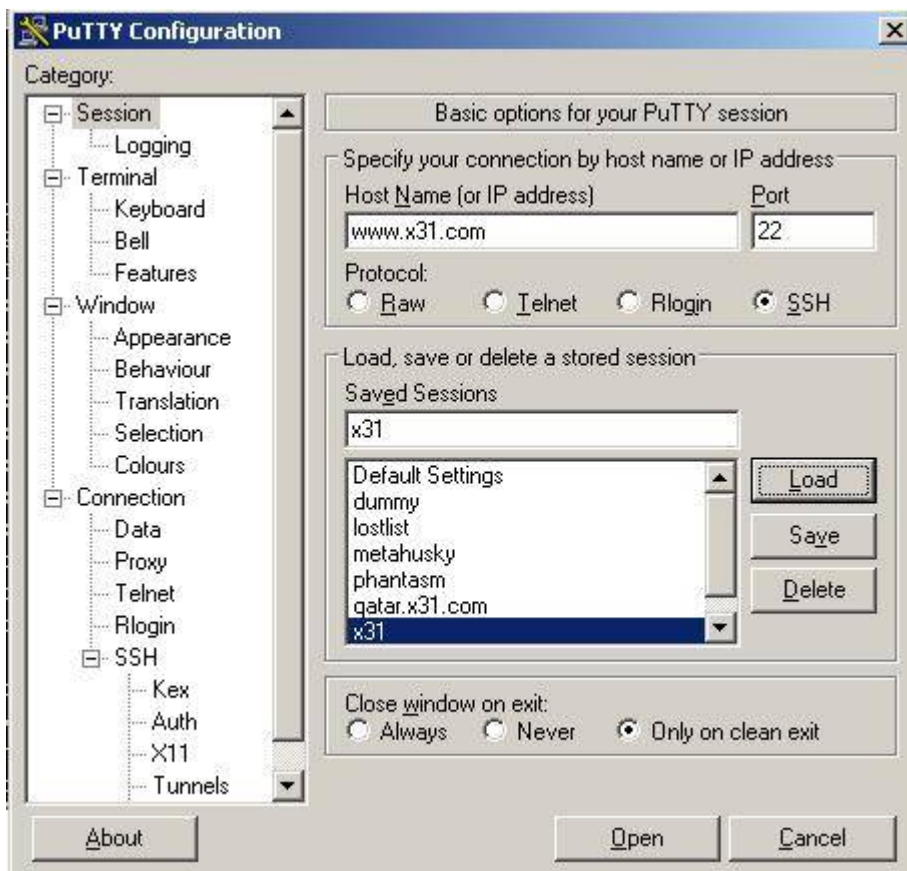 PuTTY Configuration
Category:
Session
Logging
Terminal
Keyboard
Bell
Features
Window
Appearance
Behaviour
Translation
Selection
Colours
Connection
Data
Proxy
Telnet
Rlogin
SSH
Kex
Auth
X11
Tunnels
Basic options for your PuTTY session
Specify your connection by host name or IP address
Host Name (or IP address) Port
www.x31.com 22
Protocol:
Raw Telnet Rlogin SSH
Load, save or delete a stored session
Saved Sessions
x31
Default Settings
dummy
lostlist
metahusky
phantasm
qatar.x31.com
x31
Load
Save
Delete
Close window on exit:
Always Never Only on clean exit
About Open Cancel